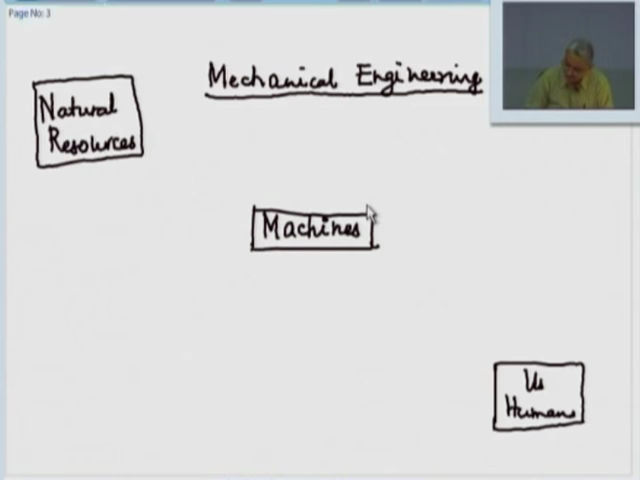 Page No: 3
Mechanical Engineering
Natural
Resources
Machines
Us
Humans